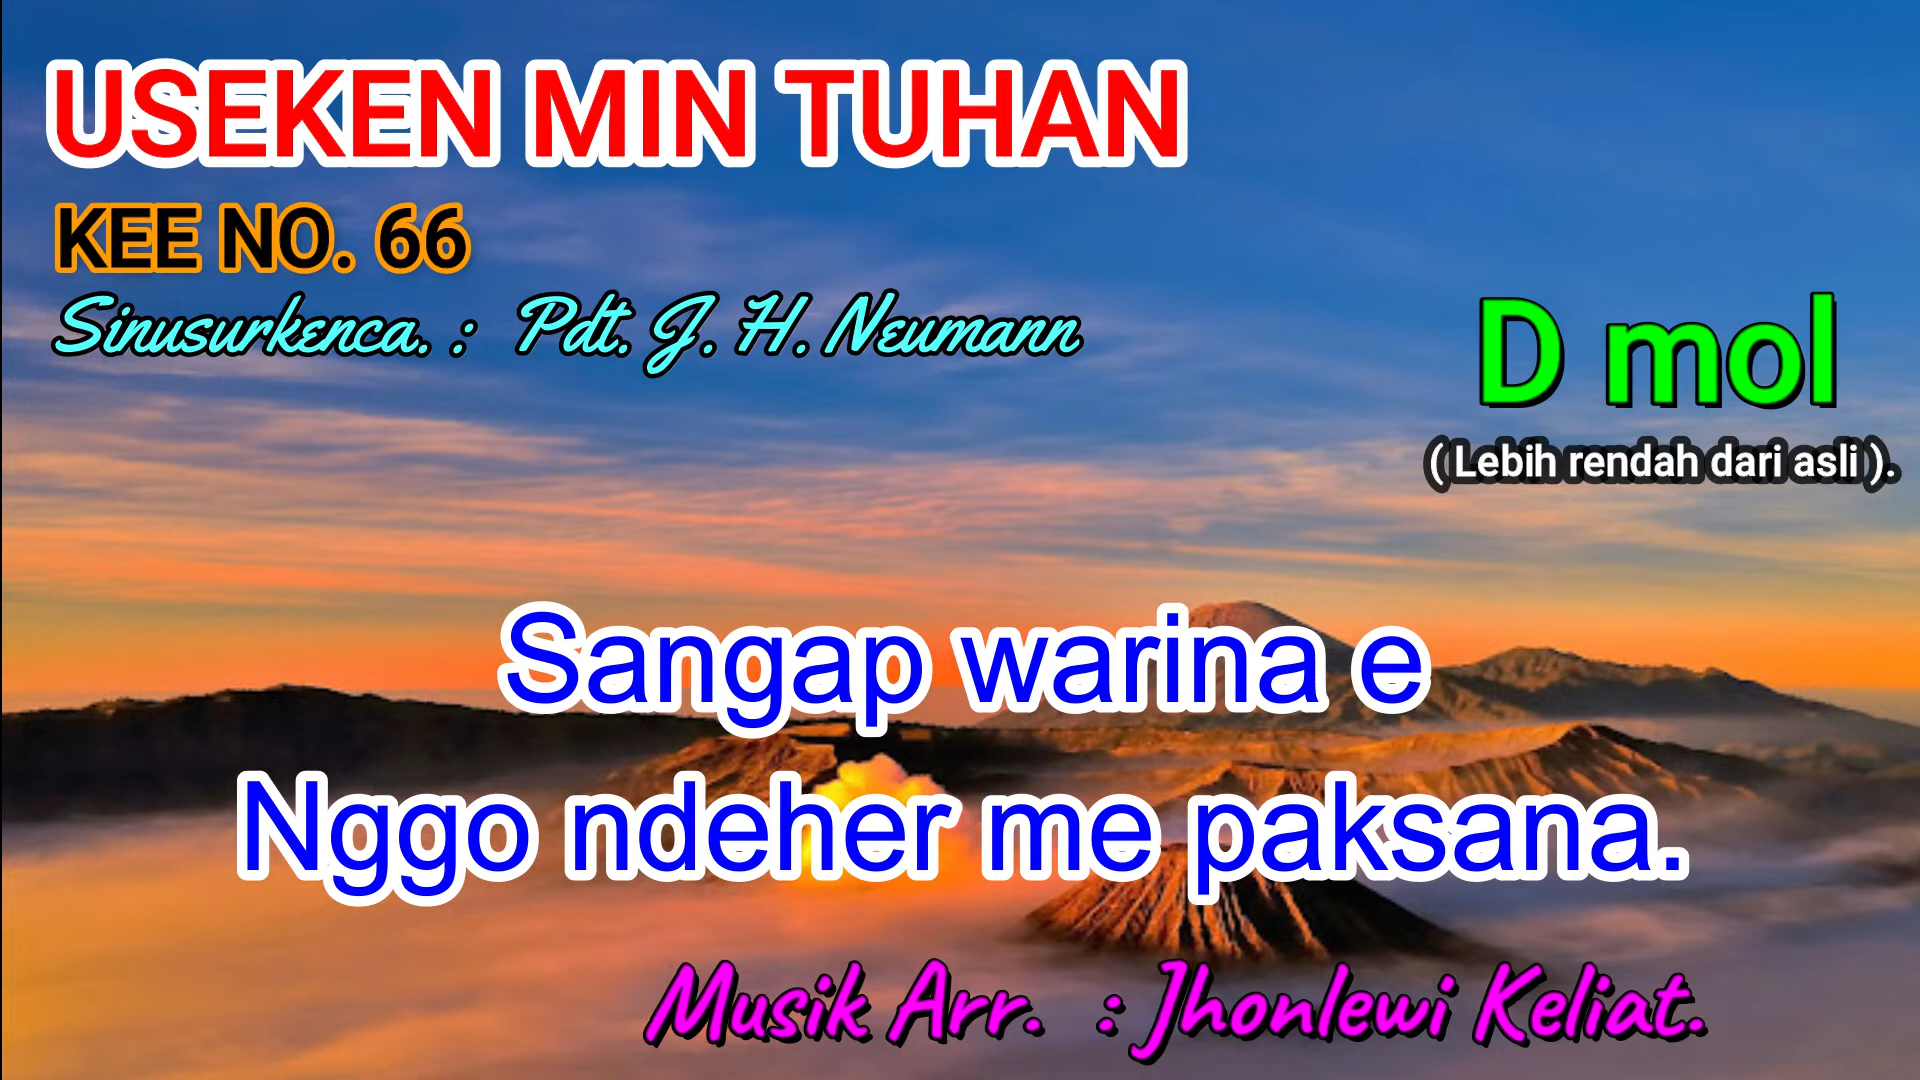 USEKEN MIN TUHAN
KEE NO. 66
Sinusurkenca. : Pdt. J. H. Neumann
D mol
( Lebih rendah dari asli ).
Sangap warina e
Nggo ndeher me paksana.
Musik Arr. : Jhonlewi Keliat.